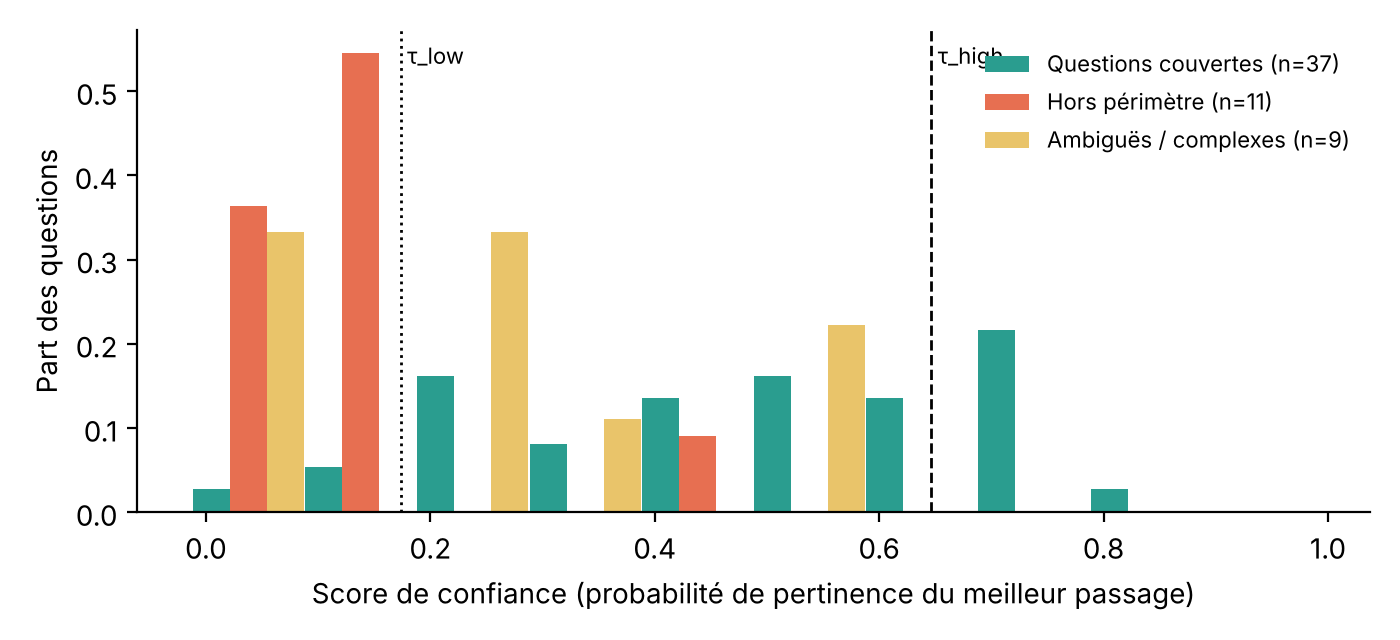 τ_low
τ_high
Questions couvertes (n=37)
Hors périmètre (n=11)
Ambiguës / complexes (n=9)
Part des questions
0.5
0.4
0.3
0.2
0.1
0.0
0.0 0.2 0.4 0.6 0.8 1.0
Score de confiance (probabilité de pertinence du meilleur passage)